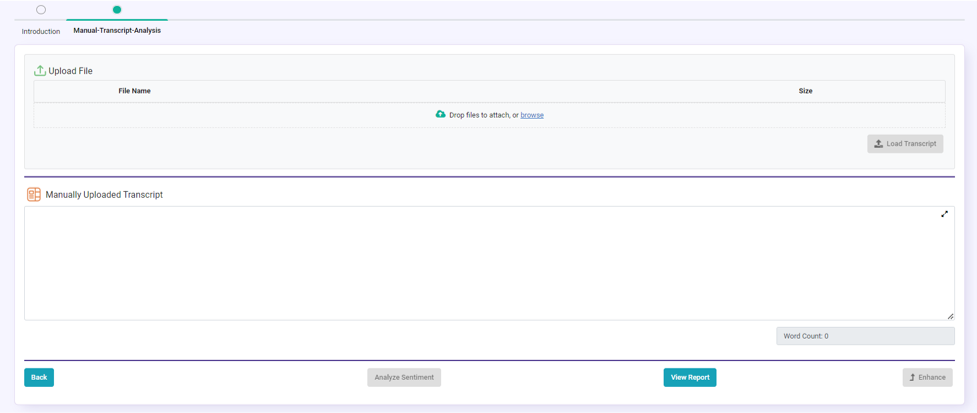 Introduction
Manual-Transcript-Analysis
Upload File
File Name Size
Drop files to attach, or browse
Load Transcript
Manually Uploaded Transcript
Word Count: 0
Back Analyze Sentiment View Report Enhance